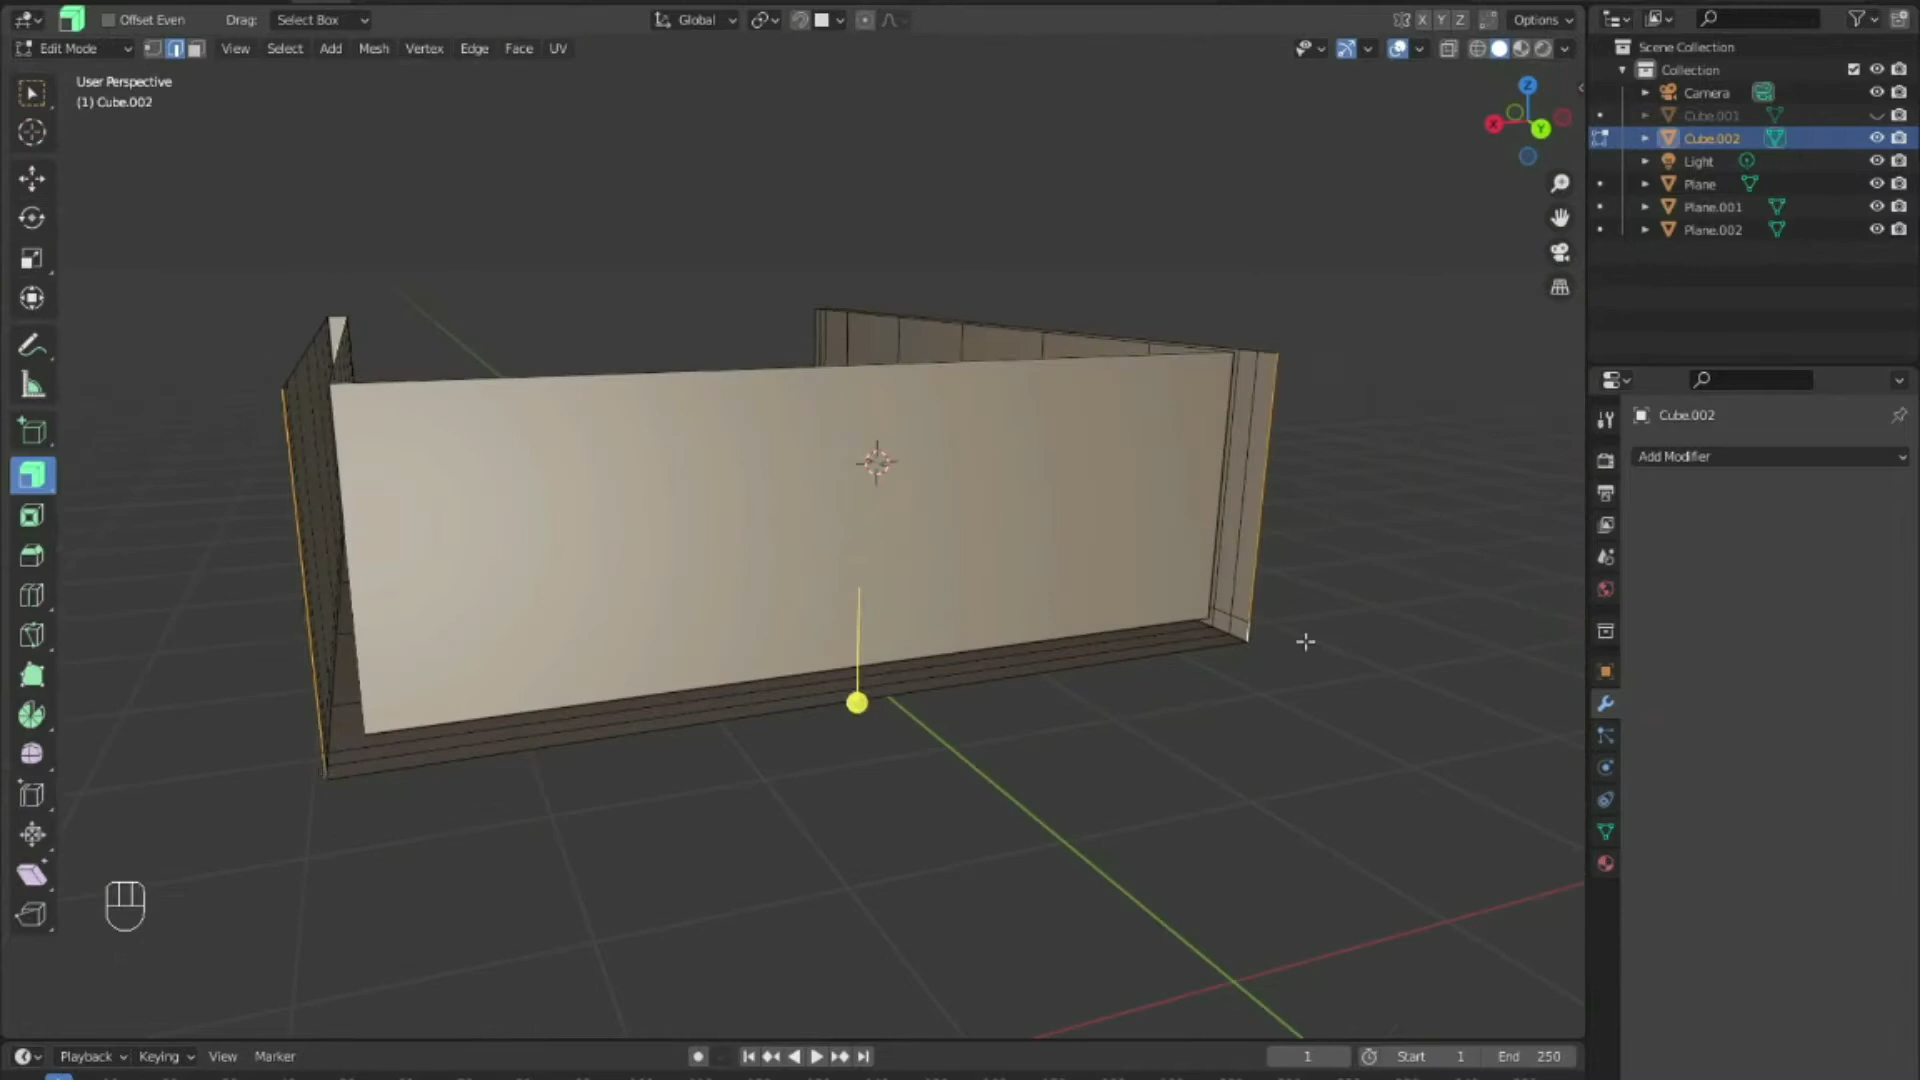 Offset Even
Drag:
Select Box
Global
X
Y
Z
Options
Edit Mode
View
Select
Add
Mesh
Vertex
Edge
Face
UV
User Perspective
(1) Cube.002
Z
X
Y
Scene Collection
Collection
Camera
Cube.001
Cube.002
Light
Plane
Plane.001
Plane.002
Cube.002
Add Modifier
Playback
Keying
View
Marker
1
Start 1
End 250